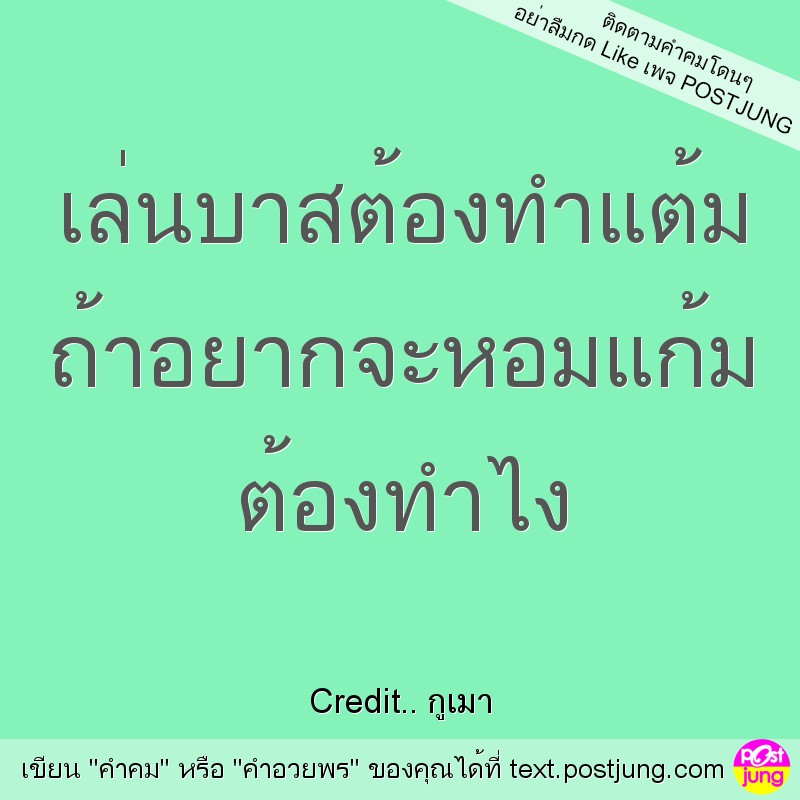 ติดตามคำคมโดนๆ
อย่าลืมกด Like เพจ POSTJUNG
เล่นบาสต้องทำแต้ม
ถ้าอยากจะหอมแก้ม
ต้องทำไง
Credit.. กูเมา
เขียน "คำคม" หรือ "คำอวยพร" ของคุณได้ที่ text.postjung.com
post
jung